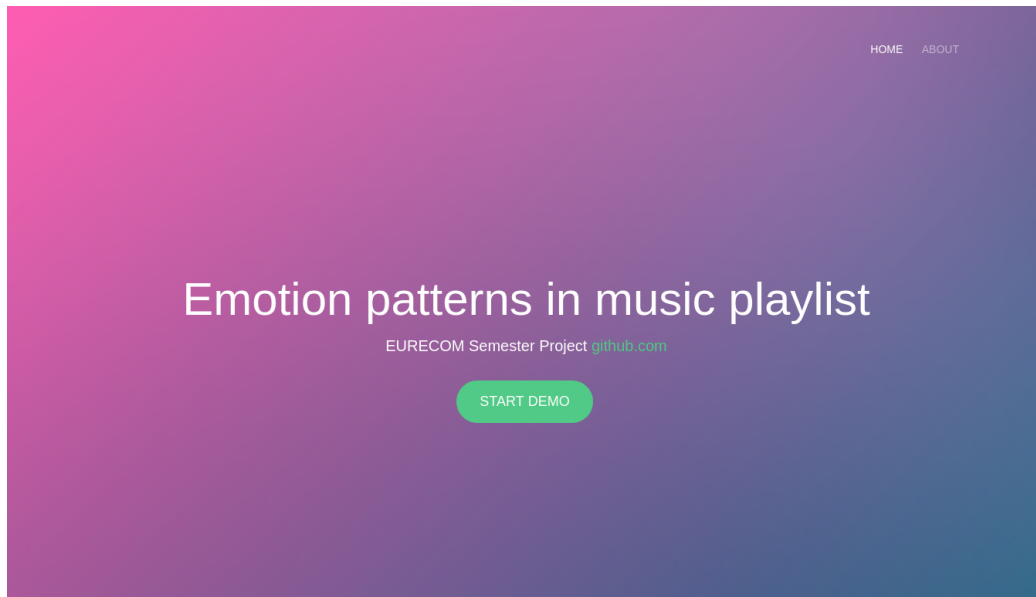 HOME ABOUT
Emotion patterns in music playlist
EURECOM Semester Project github.com
START DEMO